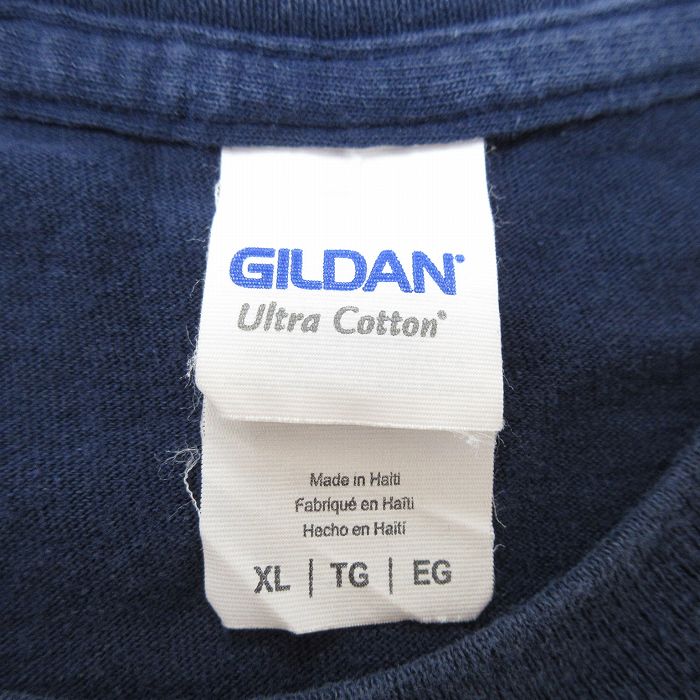 GILDAN®
Ultra Cotton®
Made in Haiti
Fabriqué en Haïti
Hecho en Haití
XL | TG | EG